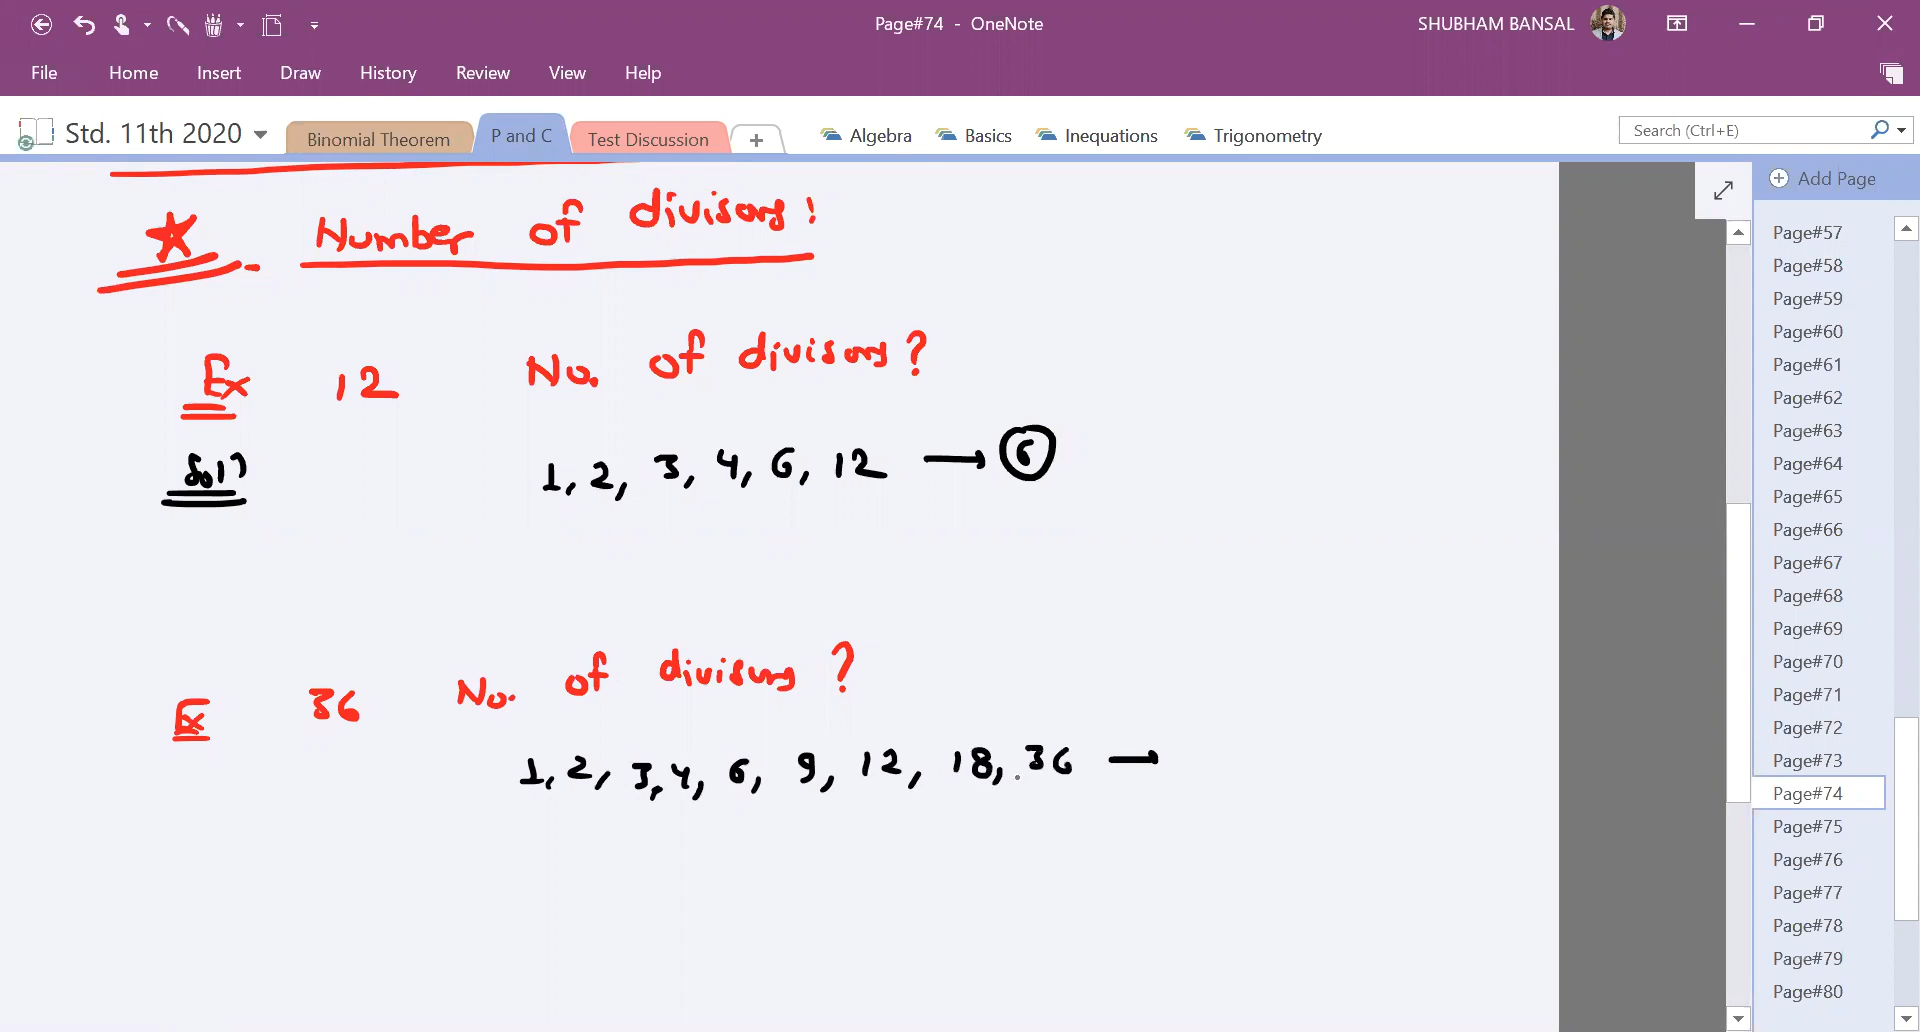 Page#74 - OneNote
SHUBHAM BANSAL
File Home Insert Draw History Review View Help
Std. 11th 2020
Binomial Theorem
P and C
Test Discussion
Algebra
Basics
Inequations
Trigonometry
Search (Ctrl+E)
Add Page
Number of divisors:
Ex 12 No. of divisors?
Sol? 1, 2, 3, 4, 6, 12 → 6
Ex 36 No. of divisors?
1, 2, 3, 4, 6, 9, 12, 18, 36 →
Page#57
Page#58
Page#59
Page#60
Page#61
Page#62
Page#63
Page#64
Page#65
Page#66
Page#67
Page#68
Page#69
Page#70
Page#71
Page#72
Page#73
Page#74
Page#75
Page#76
Page#77
Page#78
Page#79
Page#80